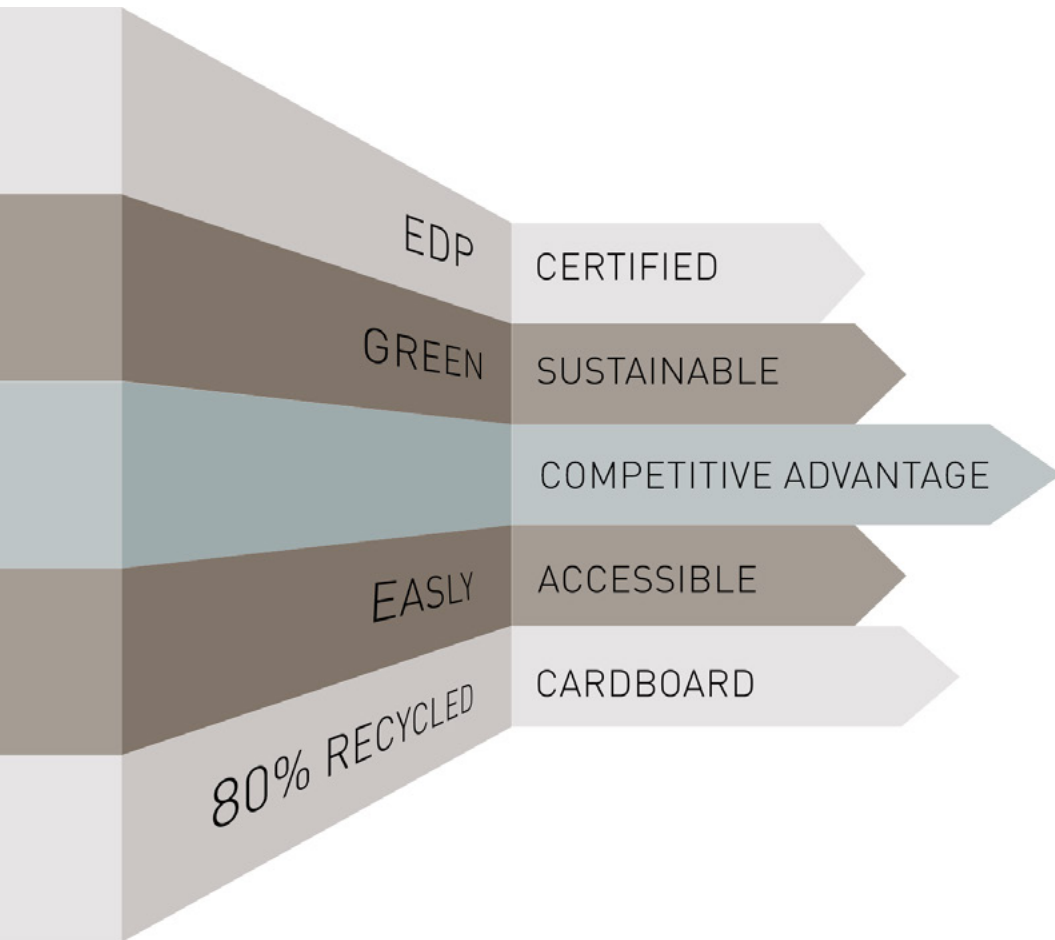 EDP CERTIFIED
GREEN SUSTAINABLE
COMPETITIVE ADVANTAGE
EASLY ACCESSIBLE
80% RECYCLED CARDBOARD